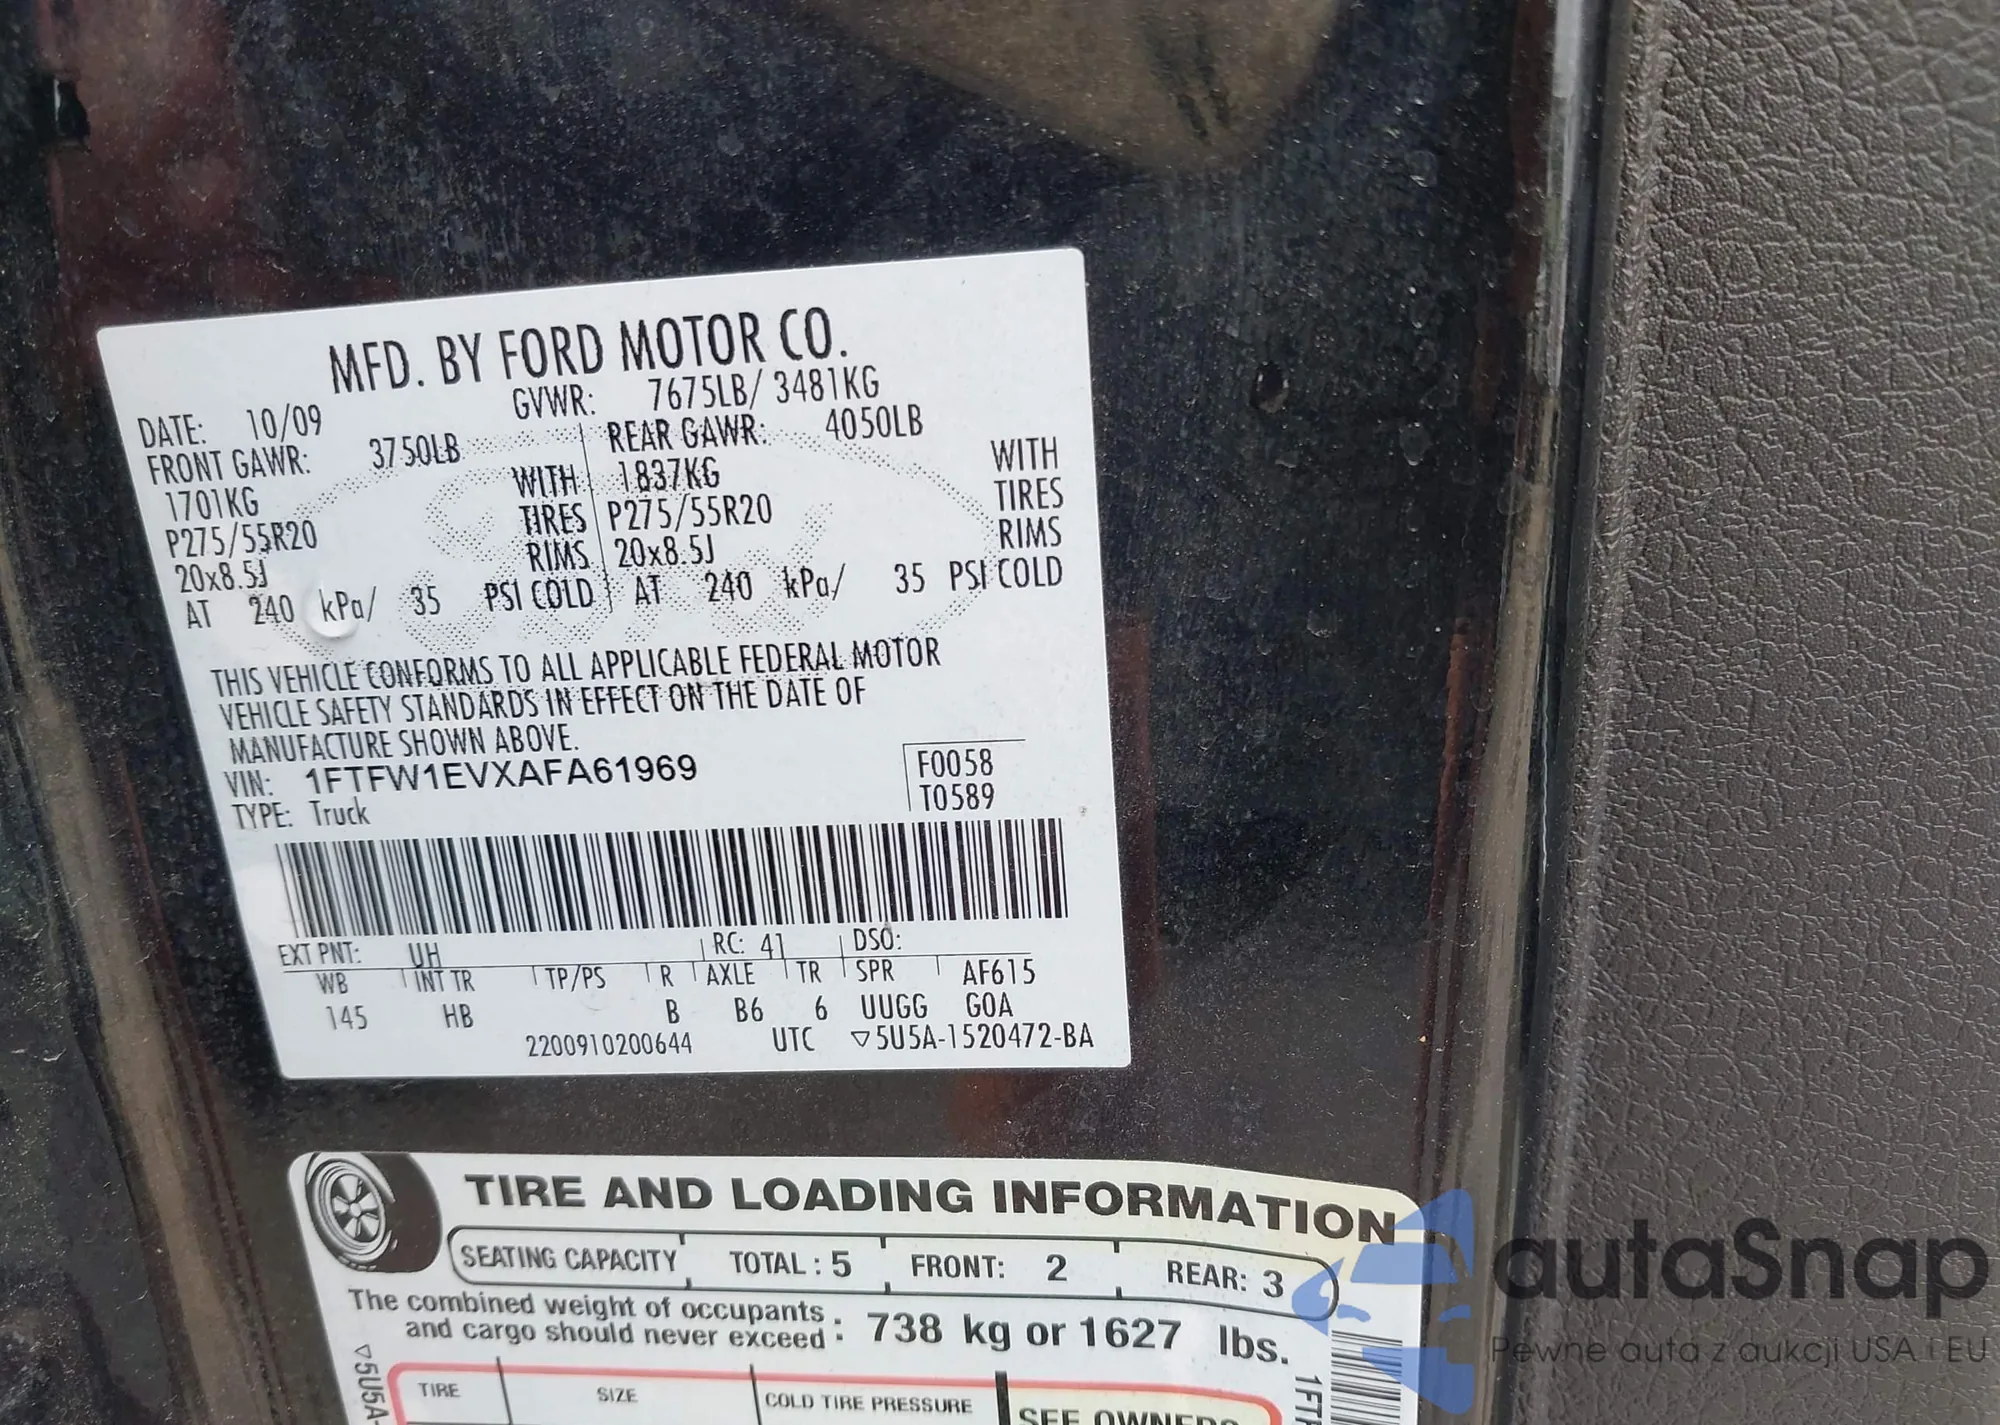 MFD. BY FORD MOTOR CO.
DATE: 10/09 GVWR: 7675LB/ 3481KG
FRONT GAWR: 3750LB REAR GAWR: 4050LB
1701KG WITH 1837KG WITH
P275/55R20 TIRES P275/55R20 TIRES
20x8.5J RIMS 20x8.5J RIMS
AT 240 kPa/ 35 PSI COLD AT 240 kPa/ 35 PSI COLD
THIS VEHICLE CONFORMS TO ALL APPLICABLE FEDERAL MOTOR
VEHICLE SAFETY STANDARDS IN EFFECT ON THE DATE OF
MANUFACTURE SHOWN ABOVE.
VIN: 1FTFW1EVXAFA61969 F0058
TYPE: Truck T0589
EXT PNT: UH RC: 41 DSO:
WB INT TR TP/PS R AXLE TR SPR AF615
145 HB B B6 6 UUGG GOA
2200910200644 UTC ▽5U5A-1520472-BA
TIRE AND LOADING INFORMATION
SEATING CAPACITY TOTAL: 5 FRONT: 2 REAR: 3
The combined weight of occupants
and cargo should never exceed : 738 kg or 1627 lbs.
TIRE SIZE COLD TIRE PRESSURE SEE OWNERS
▽5U5A-
1FTF
autaSnap
Pewne auta z aukcji USA i EU